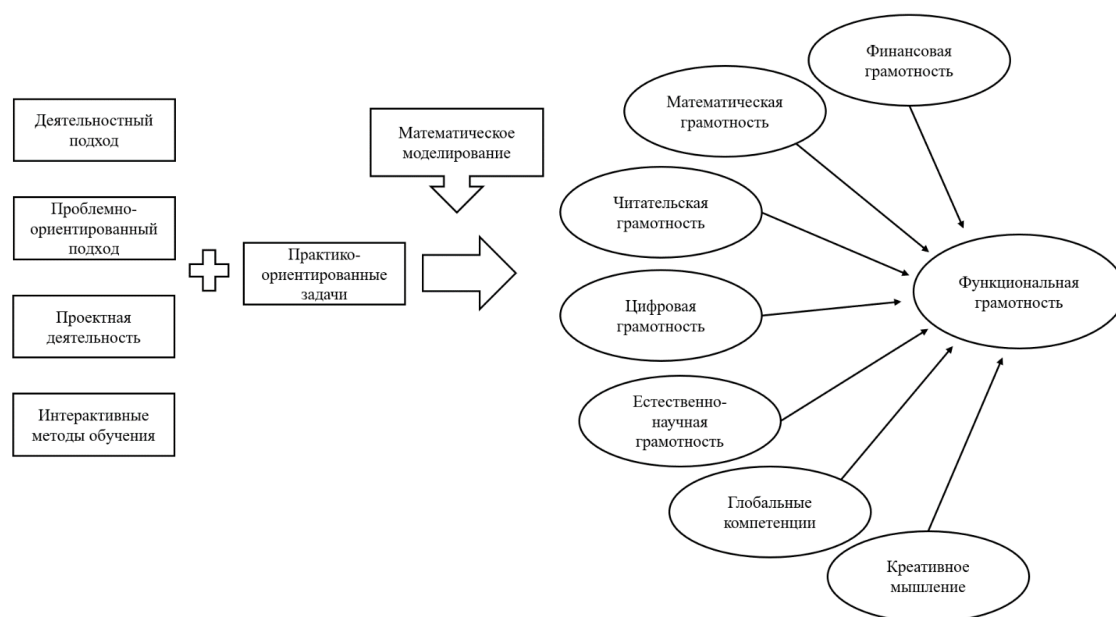 Деятельностный
подход
Проблемно-
ориентированный
подход
Проектная
деятельность
Интерактивные
методы обучения
Практико-
ориентированные
задачи
Математическое
моделирование
Финансовая
грамотность
Математическая
грамотность
Читательская
грамотность
Цифровая
грамотность
Естественно-
научная
грамотность
Глобальные
компетенции
Креативное
мышление
Функциональная
грамотность